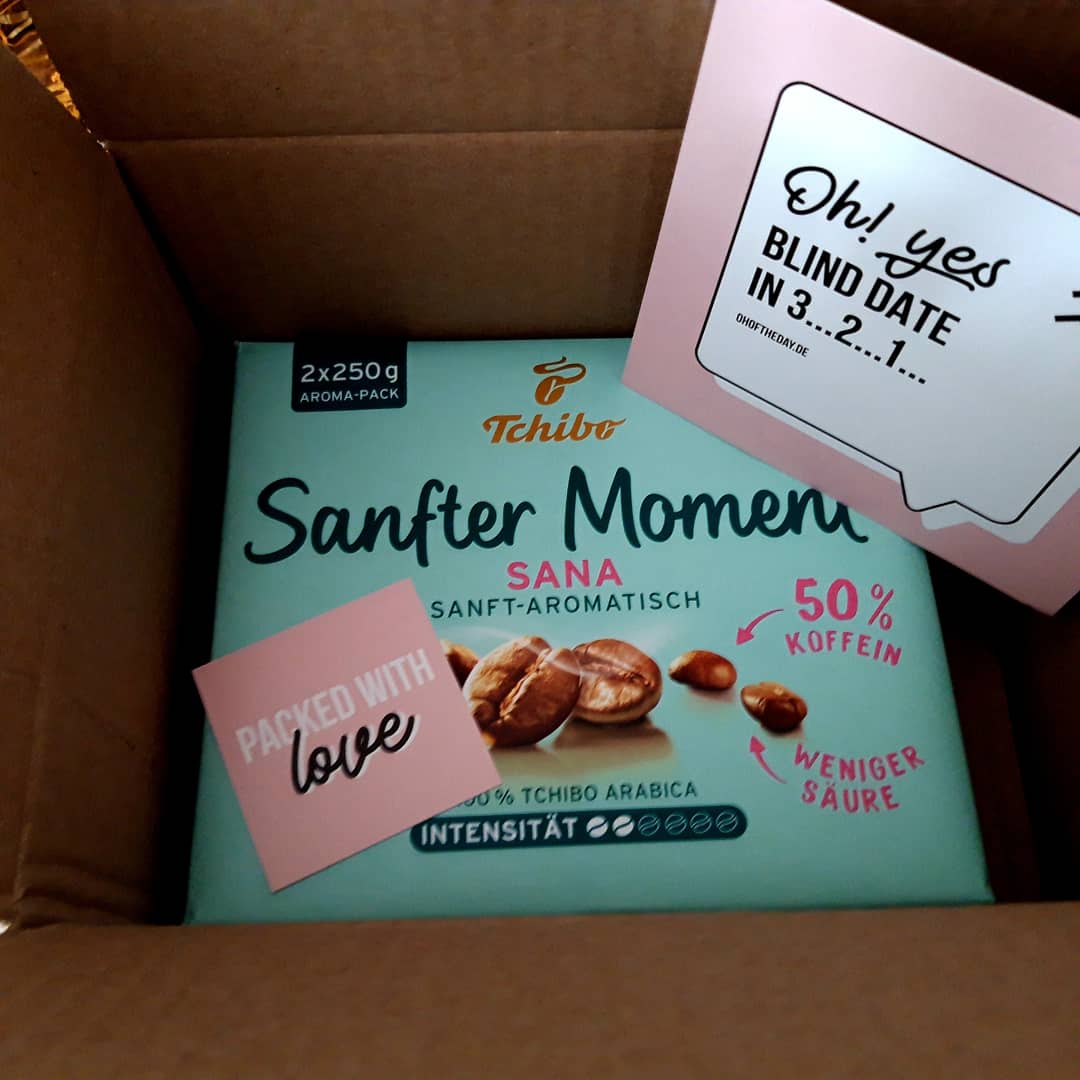 Oh! yes
BLIND DATE
IN 3...2...1...
OHOFTHEDAY.DE
2x250g
AROMA-PACK
Tchibo
Sanfter Moment
SANA
SANFT-AROMATISCH
50%
KOFFEIN
WENIGER
SÄURE
PACKED WITH
love
% TCHIBO ARABICA
INTENSITÄT